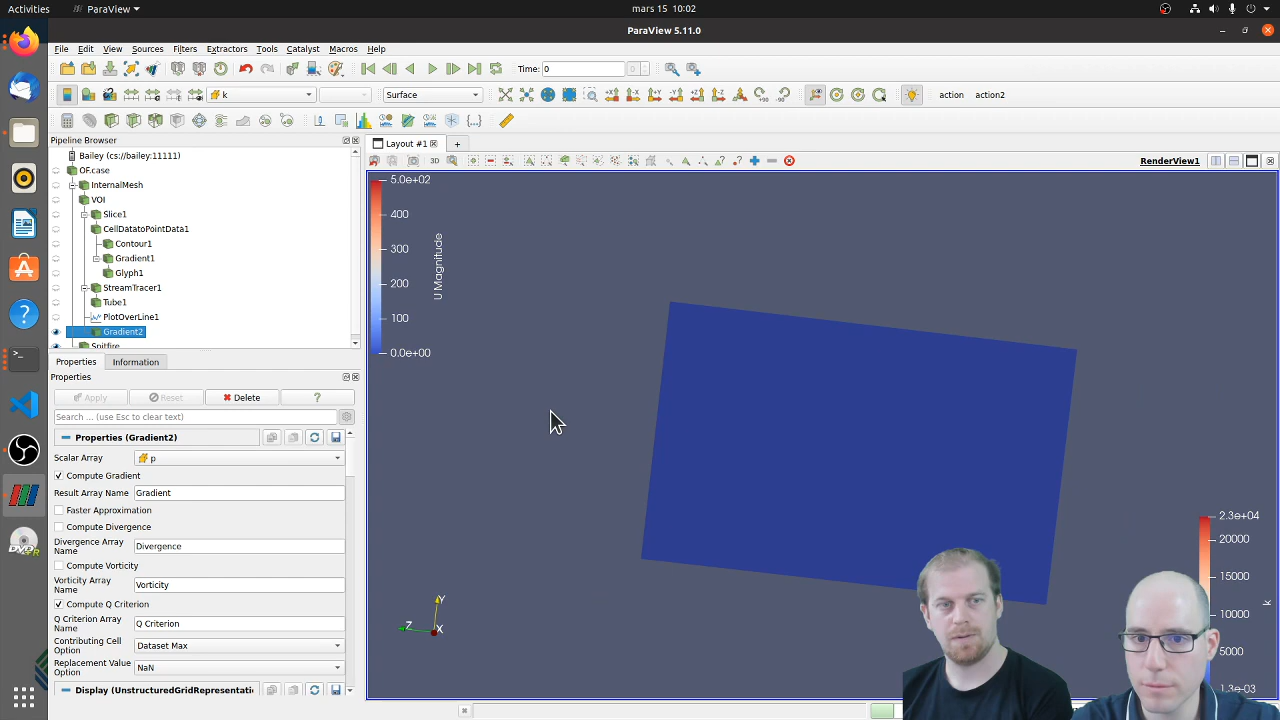 Activities
ParaView
mars 15 10:02
ParaView 5.11.0
File Edit View Sources Filters Extractors Tools Catalyst Macros Help
Time: 0 0
k
Surface
action action2
Pipeline Browser
Layout #1
Bailey (cs://bailey:11111)
OF.case
InternalMesh
VOI
Slice1
CellDatatoPointData1
Contour1
Gradient1
Glyph1
StreamTracer1
Tube1
PlotOverLine1
Gradient2
Spitfire
3D
RenderView1
Properties Information
Properties
Apply Reset Delete ?
Search ... (use Esc to clear text)
Properties (Gradient2)
Scalar Array p
Compute Gradient
Result Array Name Gradient
Faster Approximation
Compute Divergence
Divergence Array Name Divergence
Compute Vorticity
Vorticity Array Name Vorticity
Compute Q Criterion
Q Criterion Array Name Q Criterion
Contributing Cell Option Dataset Max
Replacement Value Option NaN
Display (UnstructuredGridRepresentati
5.0e+02
400
300
200
100
0.0e+00
U Magnitude
Y
Z
X
2.3e+04
20000
15000
10000
5000
1.3e-03
k